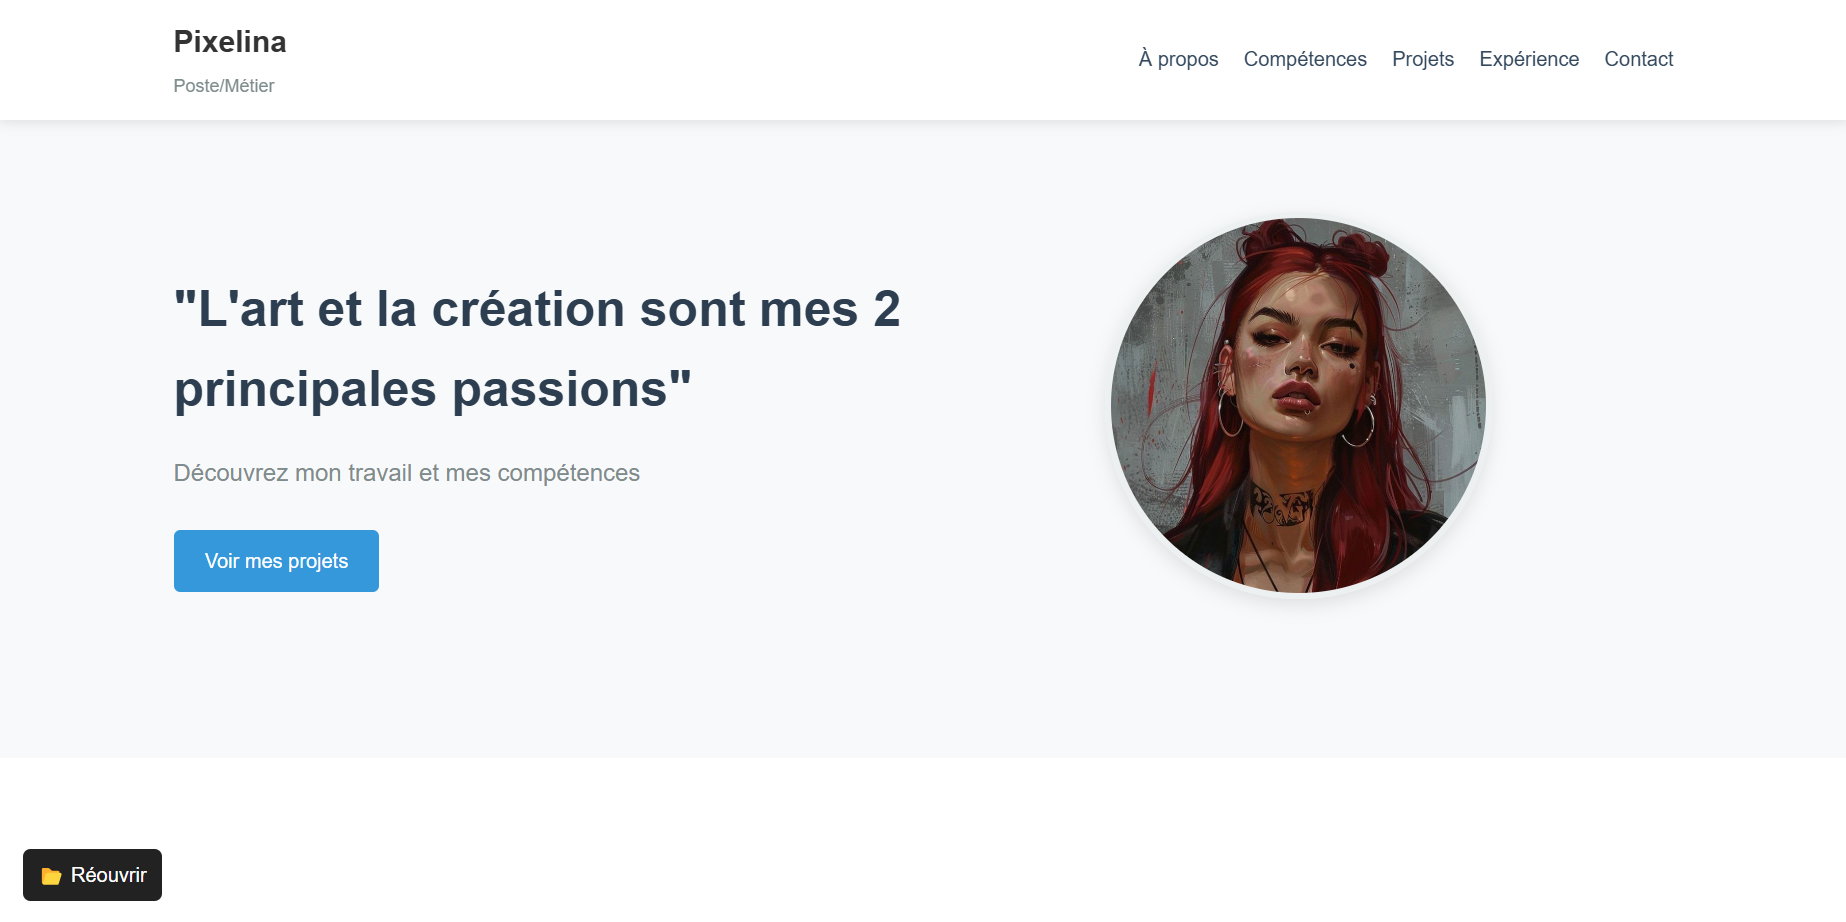 Pixelina
Poste/Métier
À propos Compétences Projets Expérience Contact
"L'art et la création sont mes 2
principales passions"
Découvrez mon travail et mes compétences
Voir mes projets
Réouvrir